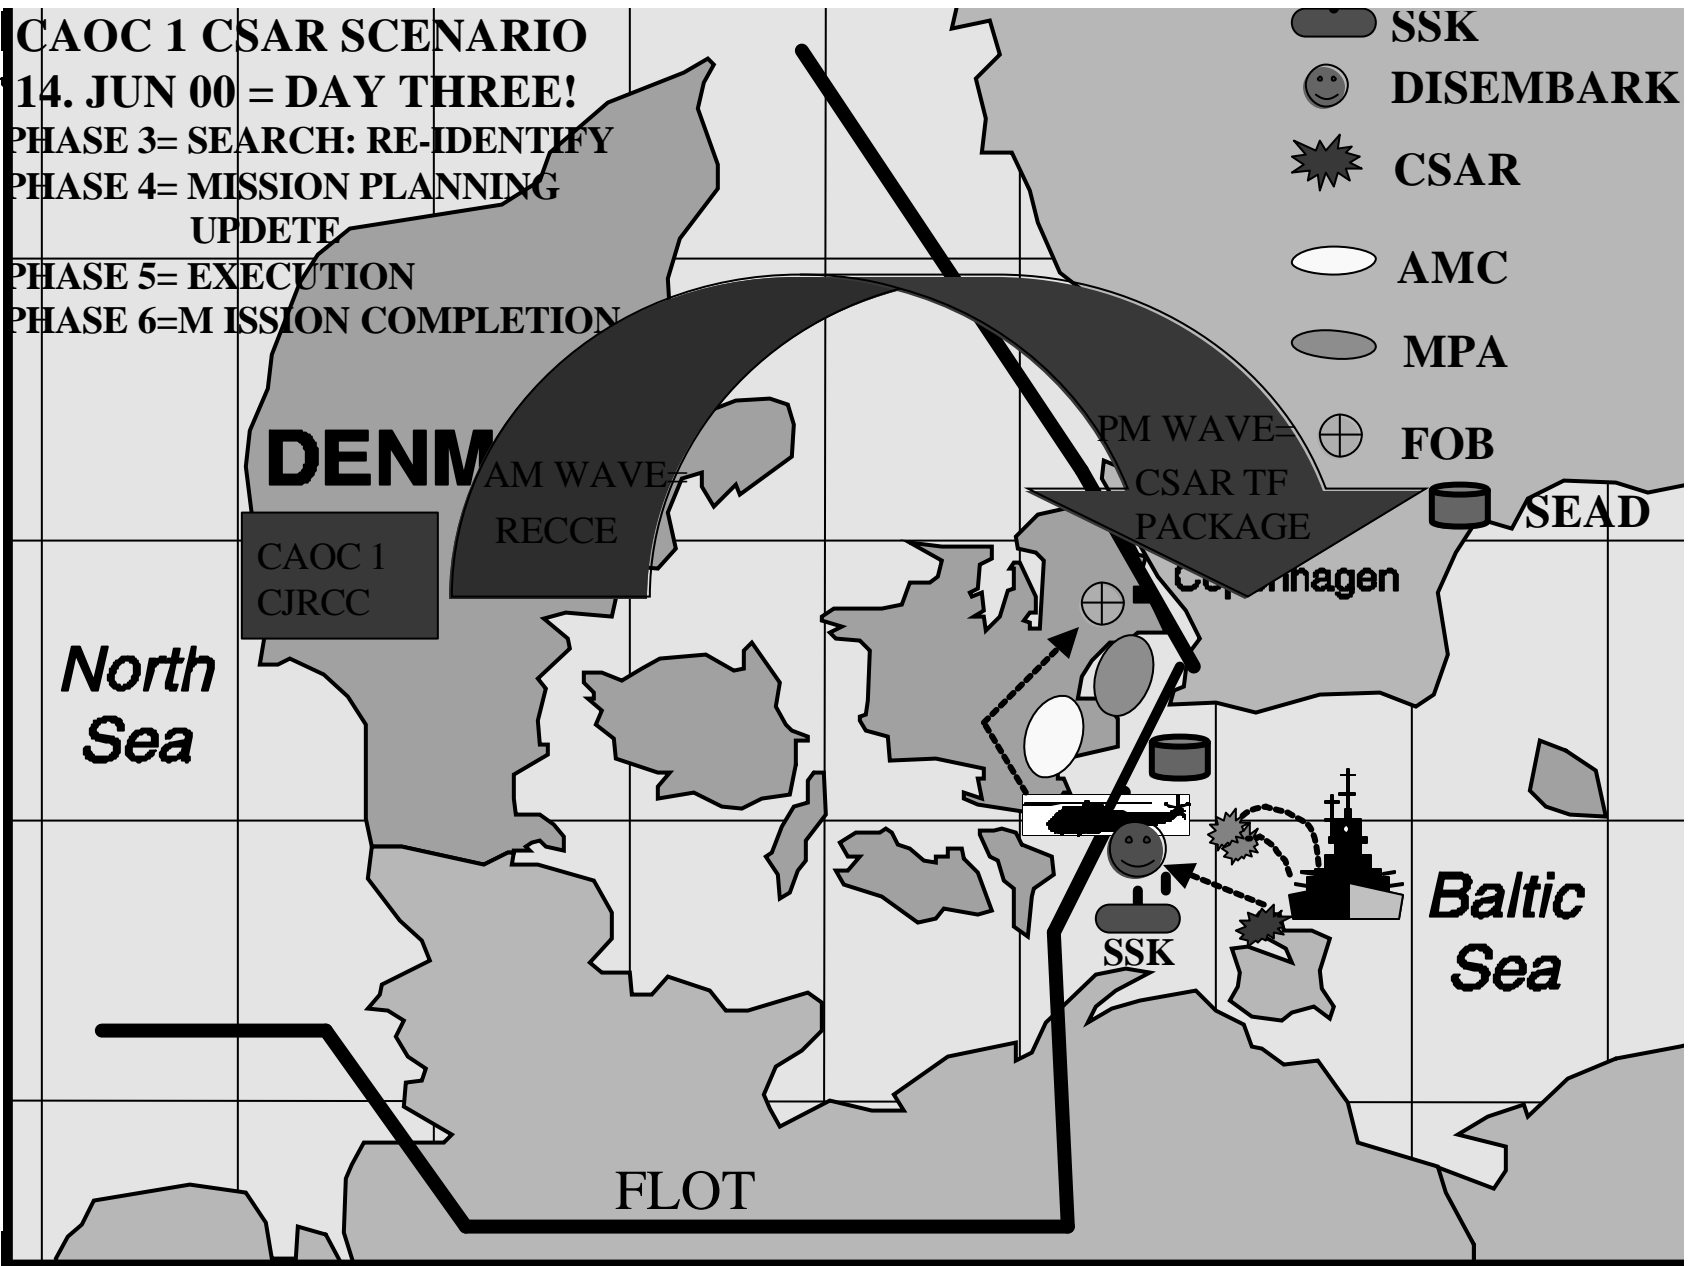 CAOC 1 CSAR SCENARIO
14. JUN 00 = DAY THREE!
PHASE 3= SEARCH: RE-IDENTIFY
PHASE 4= MISSION PLANNING
UPDETE
PHASE 5= EXECUTION
PHASE 6=M ISSION COMPLETION
SSK
DISEMBARK
CSAR
AMC
MPA
FOB
SEAD
DENM
AM WAVE=
RECCE
PM WAVE=
CSAR TF
PACKAGE
CAOC 1
CJRCC
Copenhagen
North
Sea
SSK
Baltic
Sea
FLOT